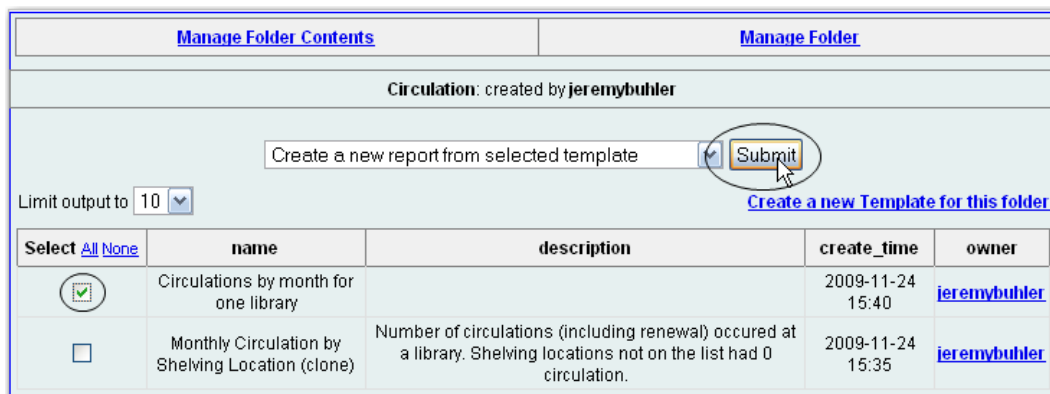 Manage Folder Contents
Manage Folder
Circulation: created by jeremybuhler
Create a new report from selected template
Submit
Limit output to 10
Create a new Template for this folder
Select All None
name
description
create_time
owner
Circulations by month for
one library
2009-11-24
15:40
jeremybuhler
Monthly Circulation by
Shelving Location (clone)
Number of circulations (including renewal) occured at
a library. Shelving locations not on the list had 0
circulation.
2009-11-24
15:35
jeremybuhler